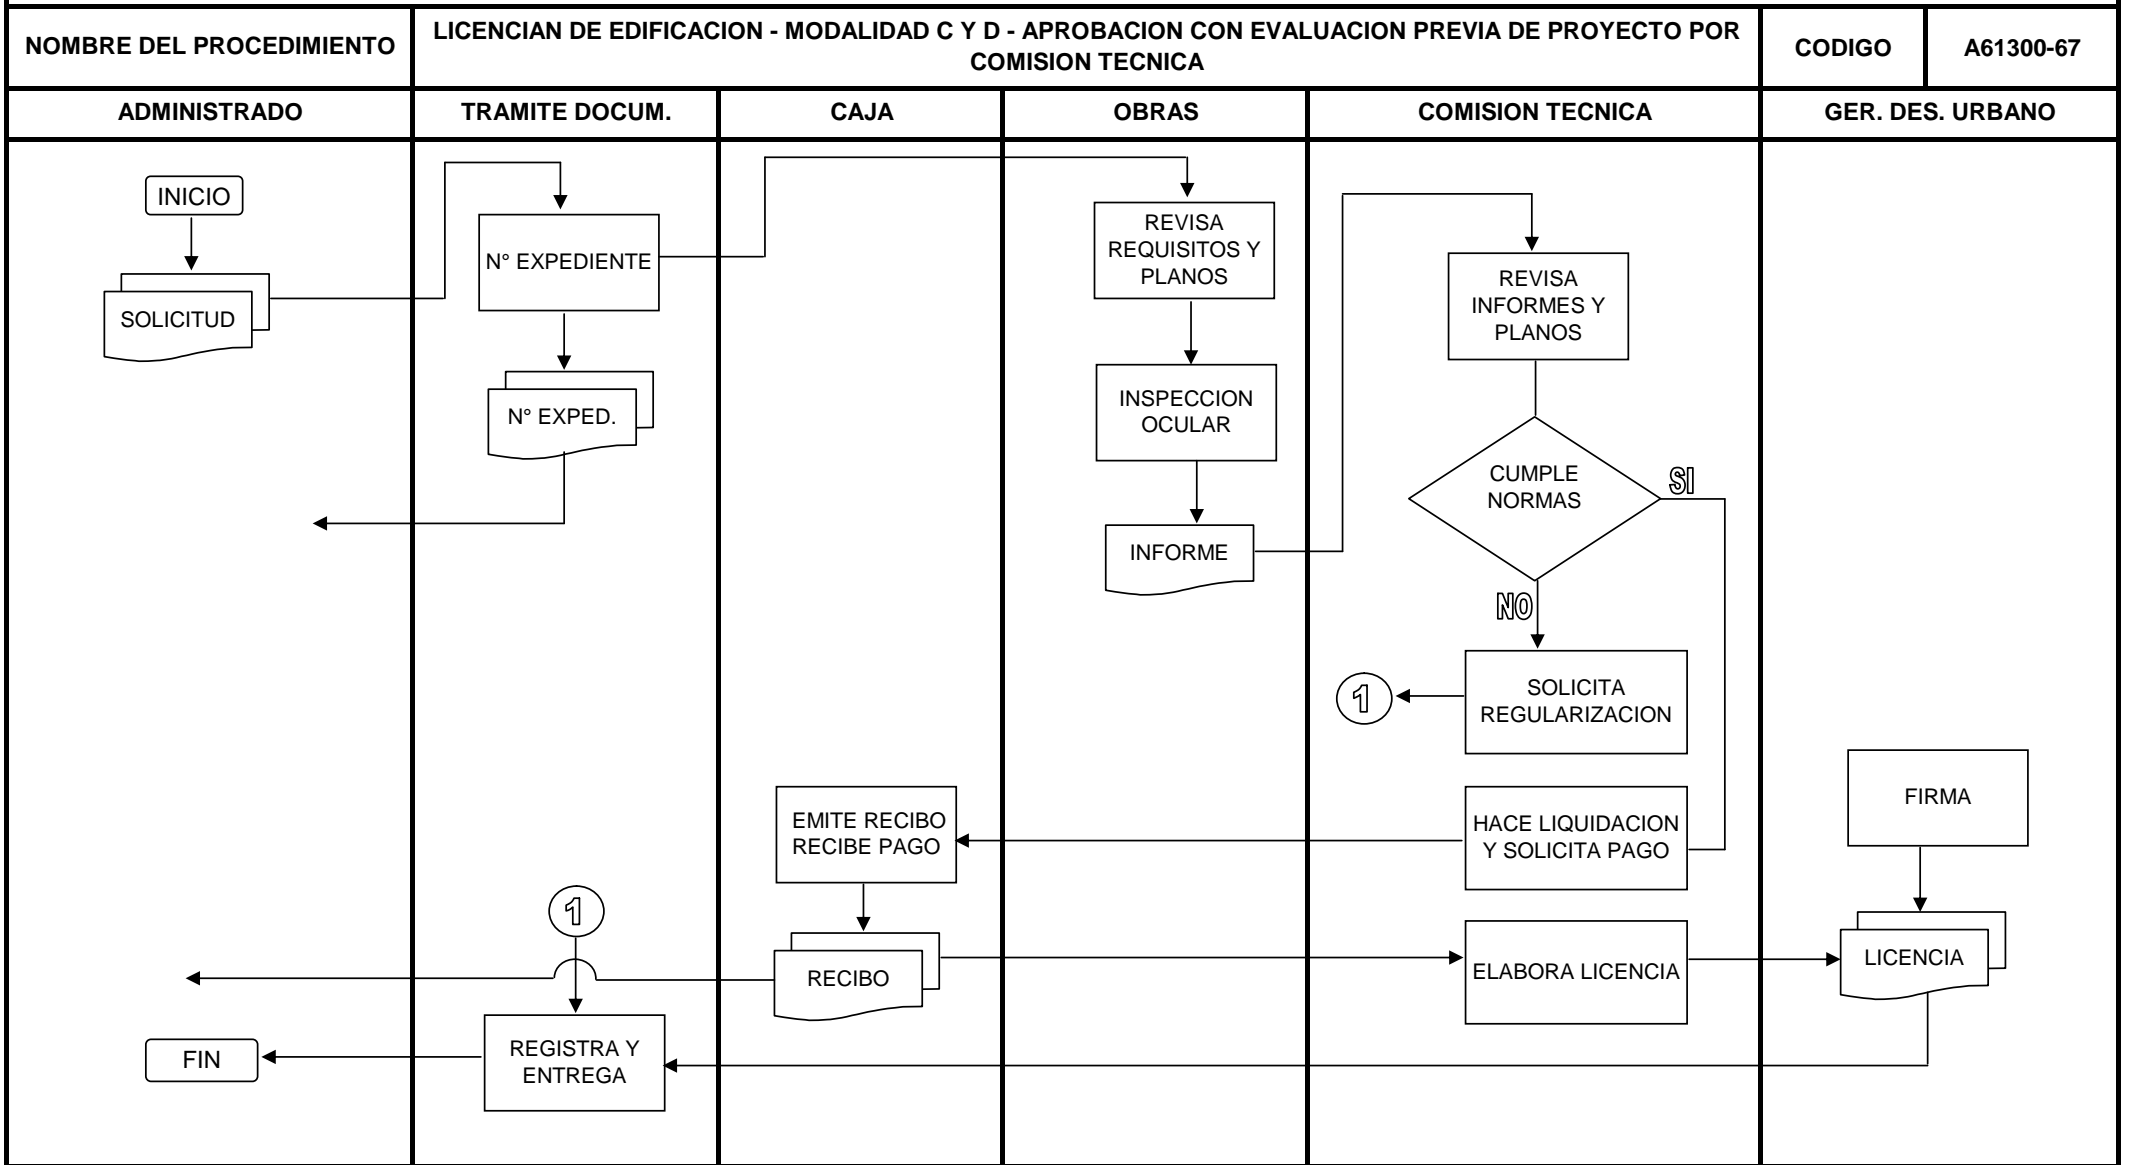 NOMBRE DEL PROCEDIMIENTO
LICENCIAN DE EDIFICACION - MODALIDAD C Y D - APROBACION CON EVALUACION PREVIA DE PROYECTO POR
COMISION TECNICA
CODIGO
A61300-67
ADMINISTRADO
TRAMITE DOCUM.
CAJA
OBRAS
COMISION TECNICA
GER. DES. URBANO
INICIO
SOLICITUD
N° EXPEDIENTE
N° EXPED.
REVISA
REQUISITOS Y
PLANOS
INSPECCION
OCULAR
INFORME
REVISA
INFORMES Y
PLANOS
CUMPLE
NORMAS
SI
NO
SOLICITA
REGULARIZACION
1
HACE LIQUIDACION
Y SOLICITA PAGO
EMITE RECIBO
RECIBE PAGO
RECIBO
ELABORA LICENCIA
FIRMA
LICENCIA
1
REGISTRA Y
ENTREGA
FIN